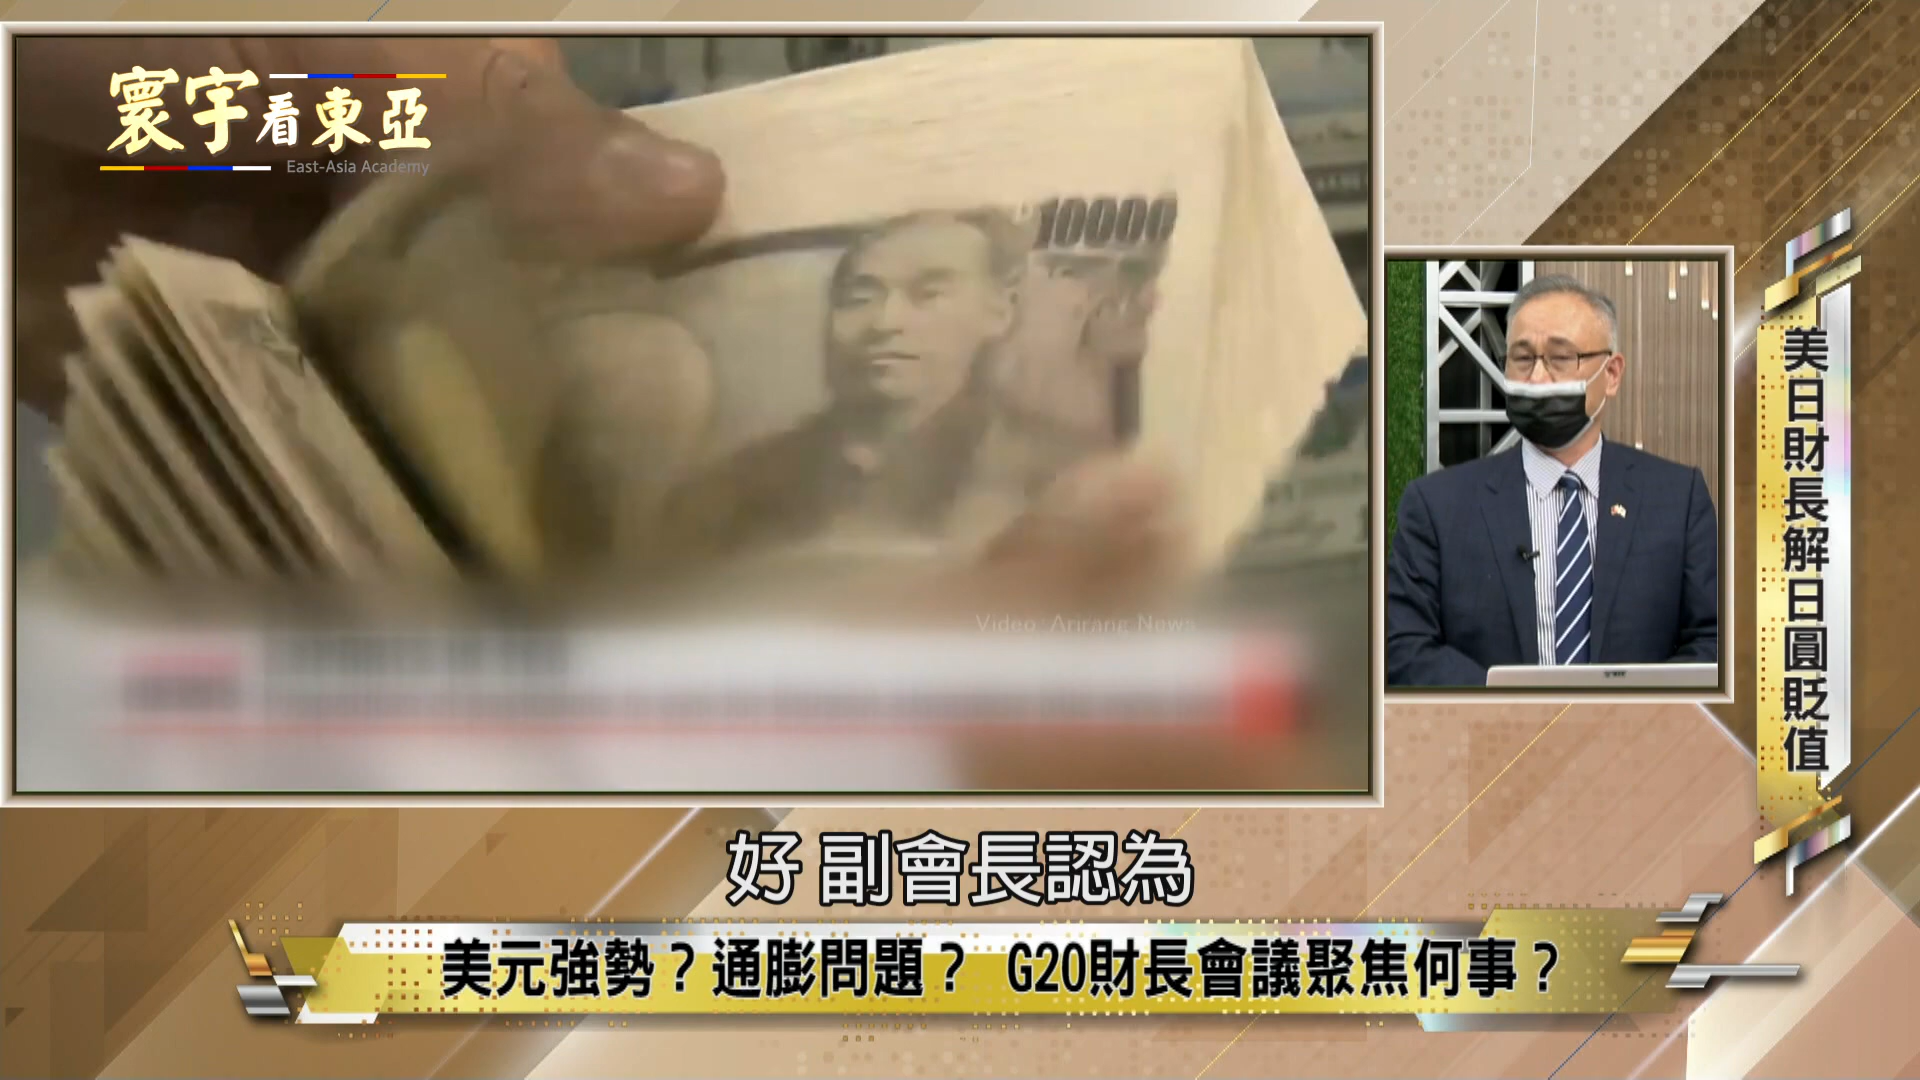 寰宇看東亞
East-Asia Academy
10000
Video: Arirang News
美日財長解日圓貶值
好 副會長認為
美元強勢？通膨問題？ G20財長會議聚焦何事？